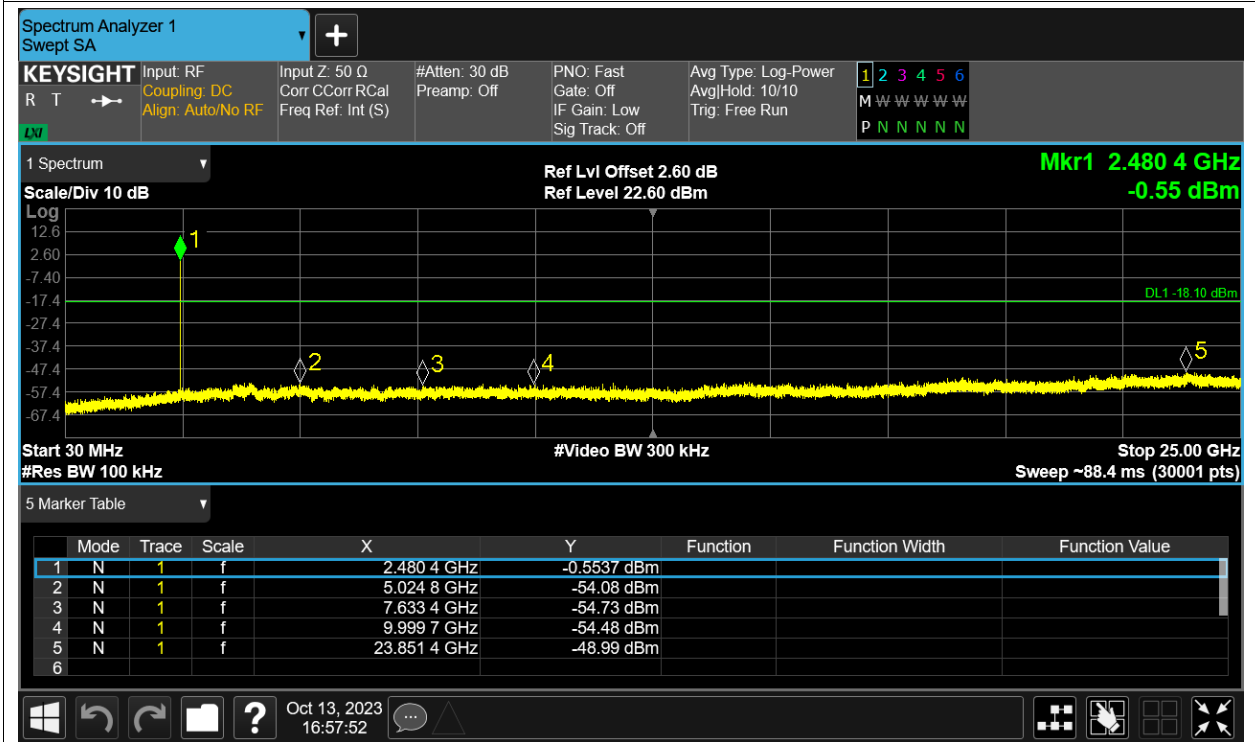 Spectrum Analyzer 1
Swept SA
KEYSIGHT
R T
LXI
Input: RF
Coupling: DC
Align: Auto/No RF
Input Z: 50 Ω
Corr CCorr RCal
Freq Ref: Int (S)
#Atten: 30 dB
Preamp: Off
PNO: Fast
Gate: Off
IF Gain: Low
Sig Track: Off
Avg Type: Log-Power
Avg|Hold: 10/10
Trig: Free Run
1 2 3 4 5 6
M W W W W W
P N N N N N
1 Spectrum
Scale/Div 10 dB
Ref Lvl Offset 2.60 dB
Ref Level 22.60 dBm
Mkr1 2.480 4 GHz
-0.55 dBm
Log
12.6
2.60
-7.40
-17.4
-27.4
-37.4
-47.4
-57.4
-67.4
1
2
3
4
5
DL1 -18.10 dBm
Start 30 MHz
#Video BW 300 kHz
Stop 25.00 GHz
#Res BW 100 kHz
Sweep ~88.4 ms (30001 pts)
5 Marker Table
Mode Trace Scale X Y Function Function Width Function Value
1 N 1 f 2.480 4 GHz -0.5537 dBm
2 N 1 f 5.024 8 GHz -54.08 dBm
3 N 1 f 7.633 4 GHz -54.73 dBm
4 N 1 f 9.999 7 GHz -54.48 dBm
5 N 1 f 23.851 4 GHz -48.99 dBm
6
?
Oct 13, 2023
16:57:52